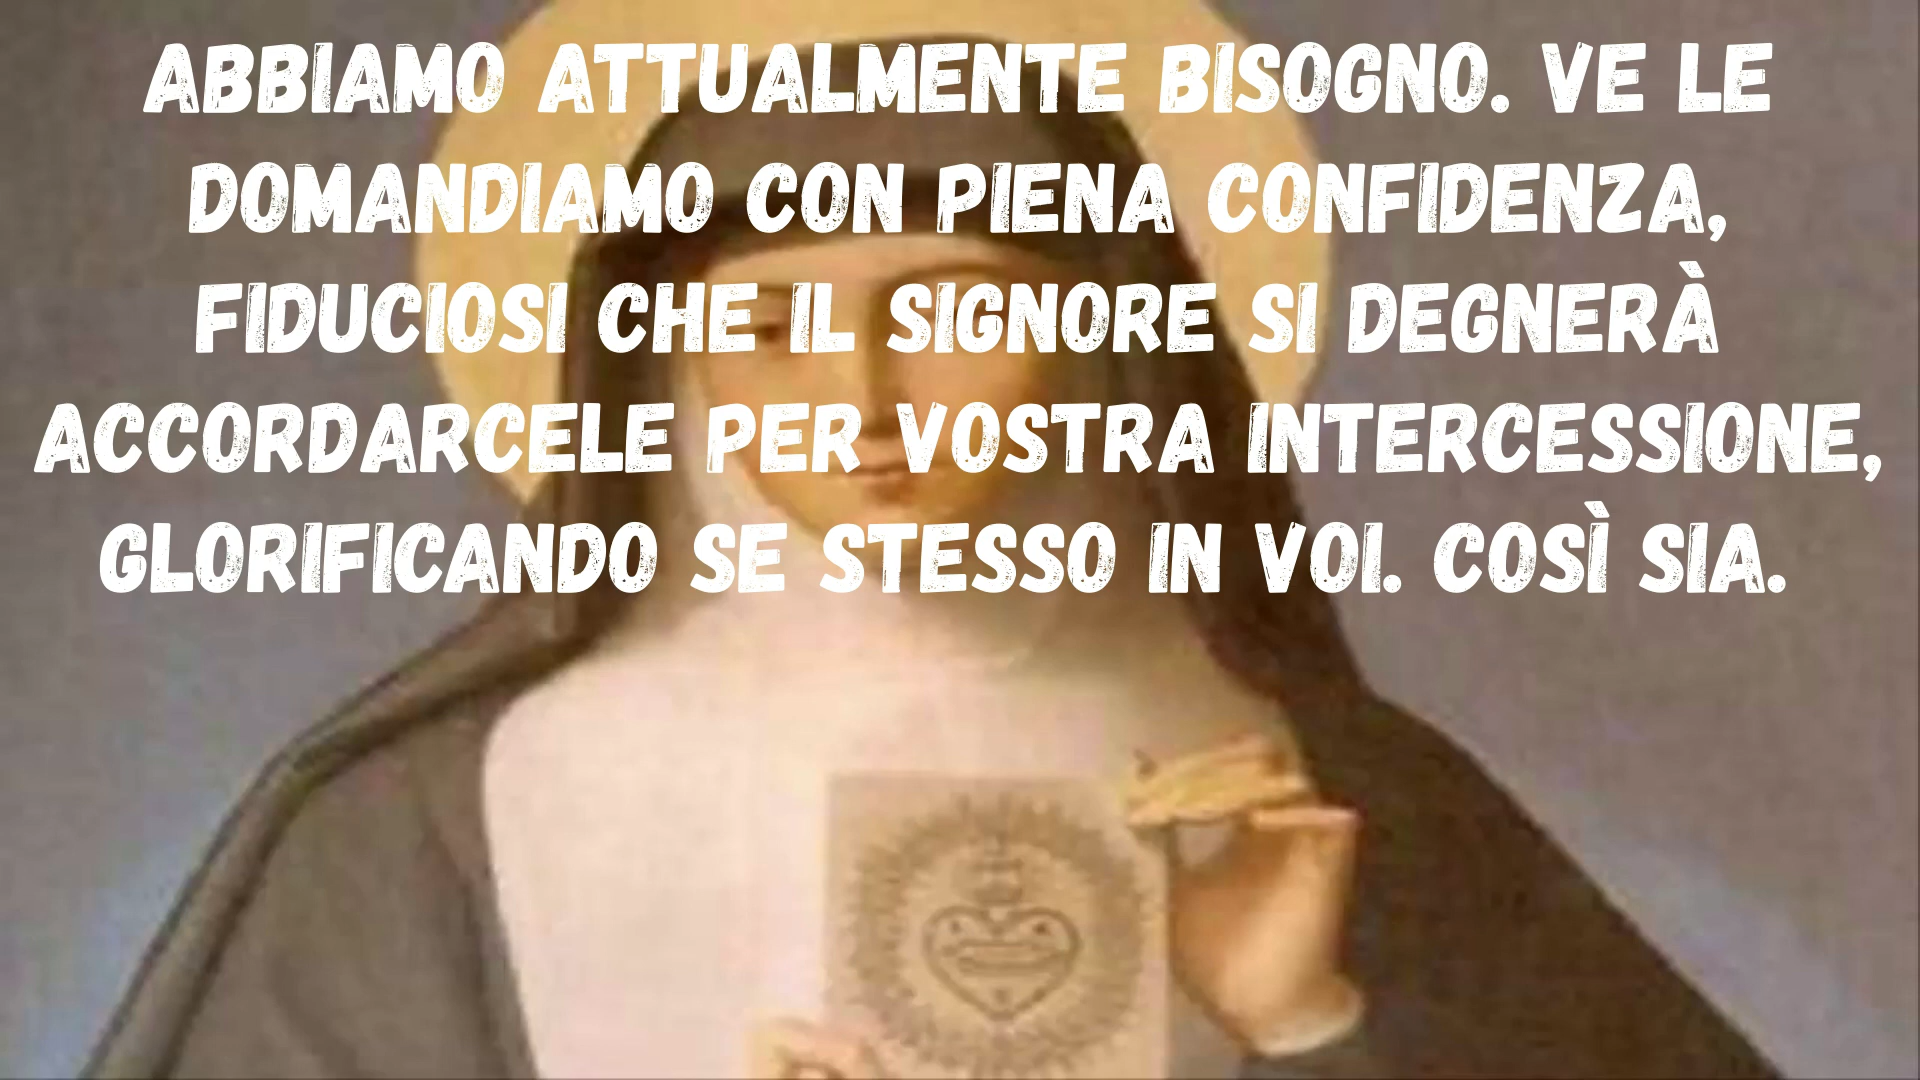 ABBIAMO ATTUALMENTE BISOGNO. VE LE
DOMANDIAMO CON PIENA CONFIDENZA,
FIDUCIOSI CHE IL SIGNORE SI DEGNERÀ
ACCORDARCELE PER VOSTRA INTERCESSIONE,
GLORIFICANDO SE STESSO IN VOI. COSÌ SIA.